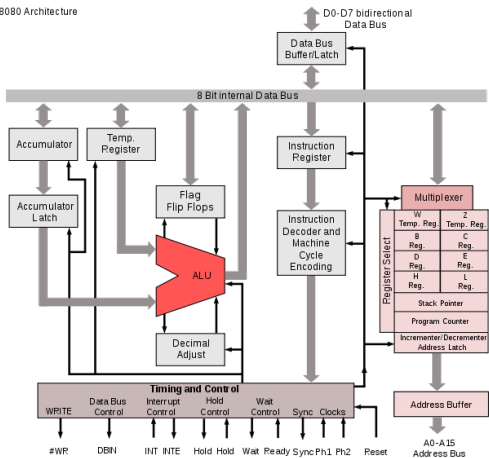 8080 Architecture
D0-D7 bidirectional
Data Bus
Data Bus
Buffer/Latch
8 Bit internal Data Bus
Accumulator
Temp.
Register
Instruction
Register
Accumulator
Latch
Flag
Flip Flops
Instruction
Decoder and
Machine
Cycle
Encoding
ALU
Decimal
Adjust
Multiplexer
Register Select
W
Temp. Reg.
Z
Temp. Reg.
B
Reg.
C
Reg.
D
Reg.
E
Reg.
H
Reg.
L
Reg.
Stack Pointer
Program Counter
Incrementer/Decrementer
Address Latch
Address Buffer
A0-A15
Address Bus
Timing and Control
WRITE
Data Bus
Control
Interrupt
Control
Hold
Control
Wait
Control
Sync
Clocks
#WR
DBIN
INT
INTE
Hold
Hold
Wait
Ready
Sync
Ph1
Ph2
Reset